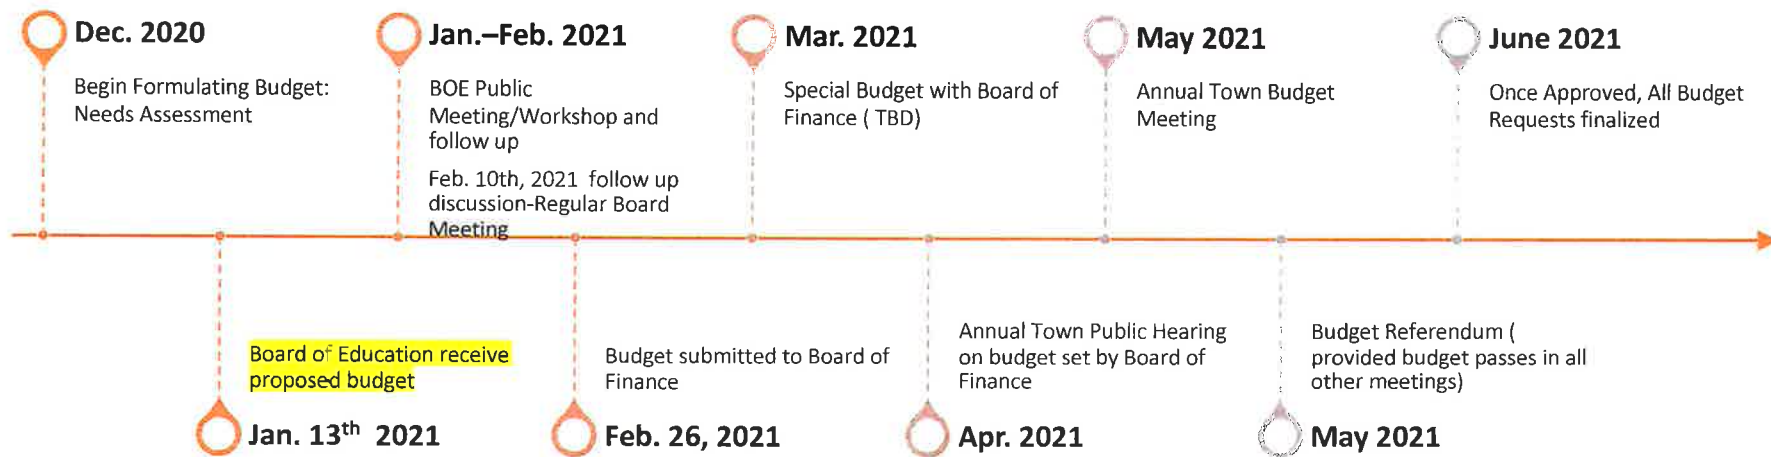 Dec. 2020
Begin Formulating Budget:
Needs Assessment
Jan. 13th 2021
Board of Education receive
proposed budget
Jan.–Feb. 2021
BOE Public
Meeting/Workshop and
follow up
Feb. 10th, 2021 follow up
discussion-Regular Board
Meeting
Feb. 26, 2021
Budget submitted to Board of
Finance
Mar. 2021
Special Budget with Board of
Finance ( TBD)
Apr. 2021
Annual Town Public Hearing
on budget set by Board of
Finance
May 2021
Annual Town Budget
Meeting
May 2021
Budget Referendum (
provided budget passes in all
other meetings)
June 2021
Once Approved, All Budget
Requests finalized